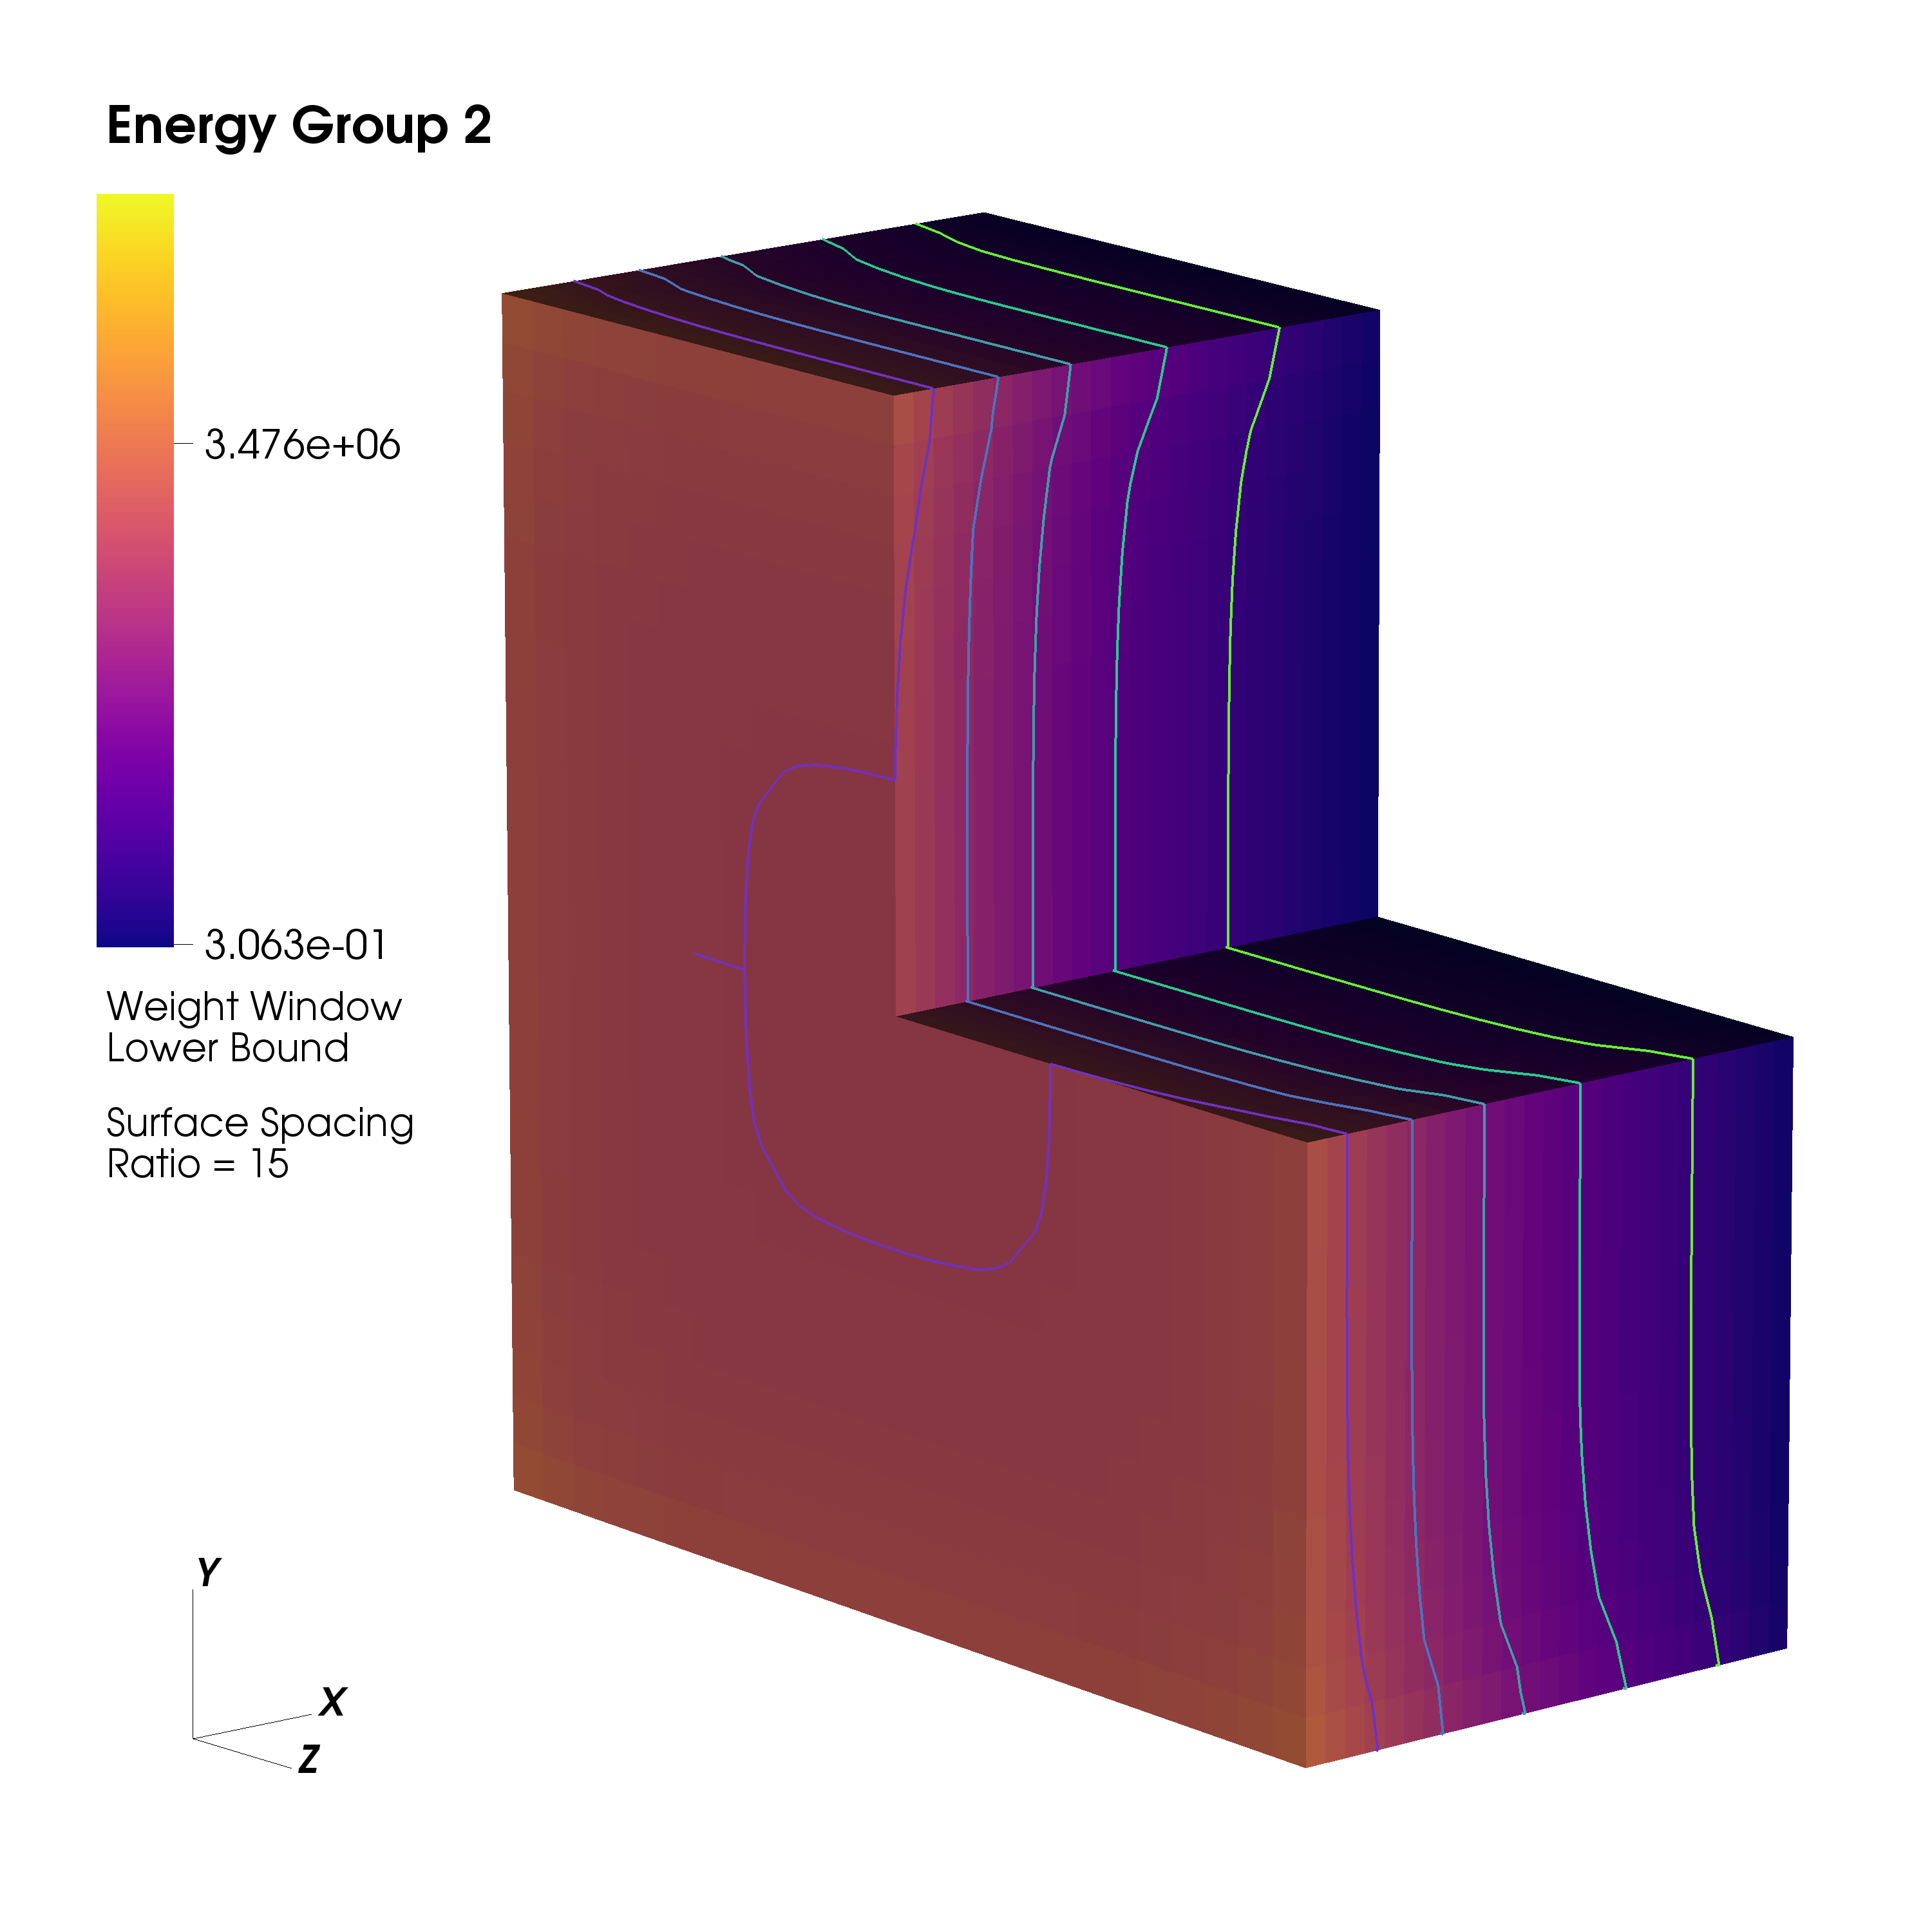 Energy Group 2
3.476e+06
3.063e-01
Weight Window
Lower Bound
Surface Spacing
Ratio = 15
Y
X
Z